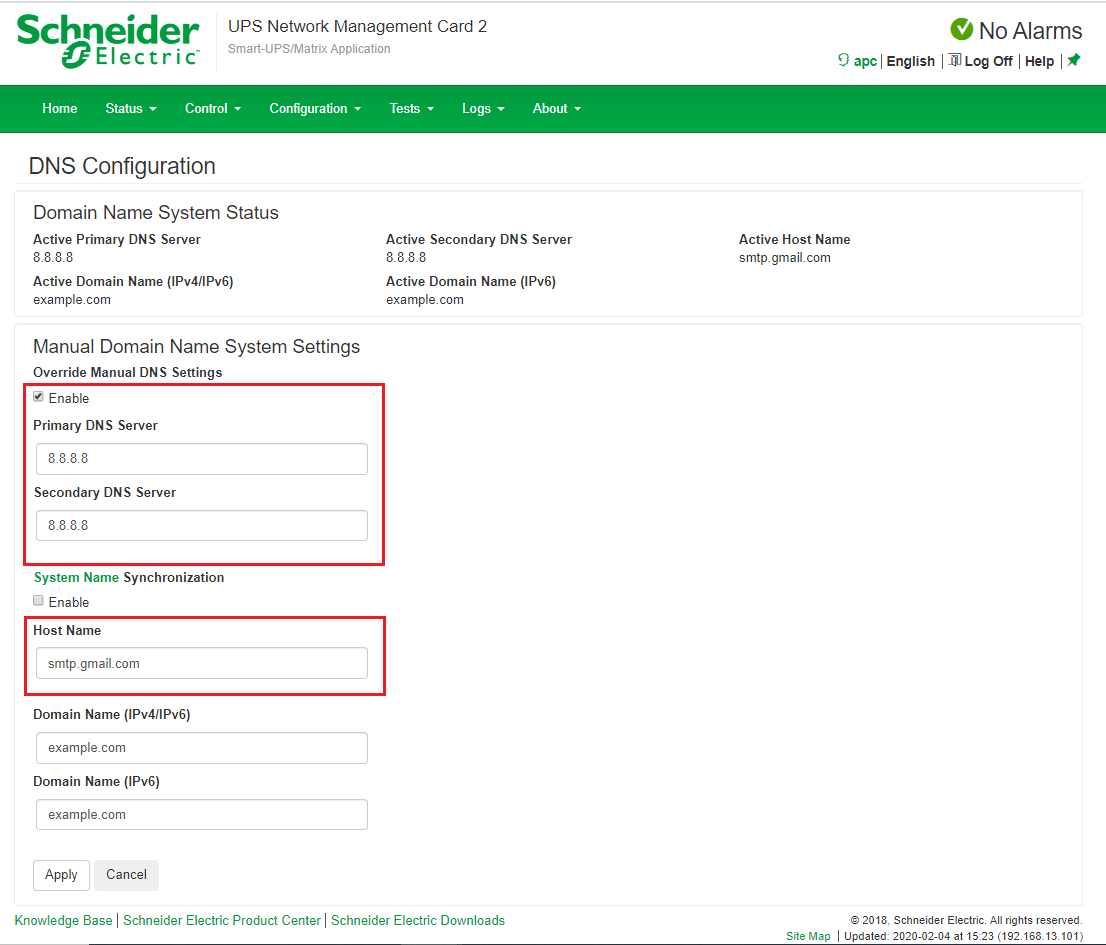 Schneider Electric
UPS Network Management Card 2
Smart-UPS/Matrix Application
No Alarms
apc | English | Log Off | Help |
Home Status Control Configuration Tests Logs About
DNS Configuration
Domain Name System Status
Active Primary DNS Server Active Secondary DNS Server Active Host Name
8.8.8.8 8.8.8.8 smtp.gmail.com
Active Domain Name (IPv4/IPv6) Active Domain Name (IPv6)
example.com example.com
Manual Domain Name System Settings
Override Manual DNS Settings
Enable
Primary DNS Server
8.8.8.8
Secondary DNS Server
8.8.8.8
System Name Synchronization
Enable
Host Name
smtp.gmail.com
Domain Name (IPv4/IPv6)
example.com
Domain Name (IPv6)
example.com
Apply Cancel
Knowledge Base | Schneider Electric Product Center | Schneider Electric Downloads
© 2018, Schneider Electric. All rights reserved.
Site Map | Updated: 2020-02-04 at 15:23 (192.168.13.101)